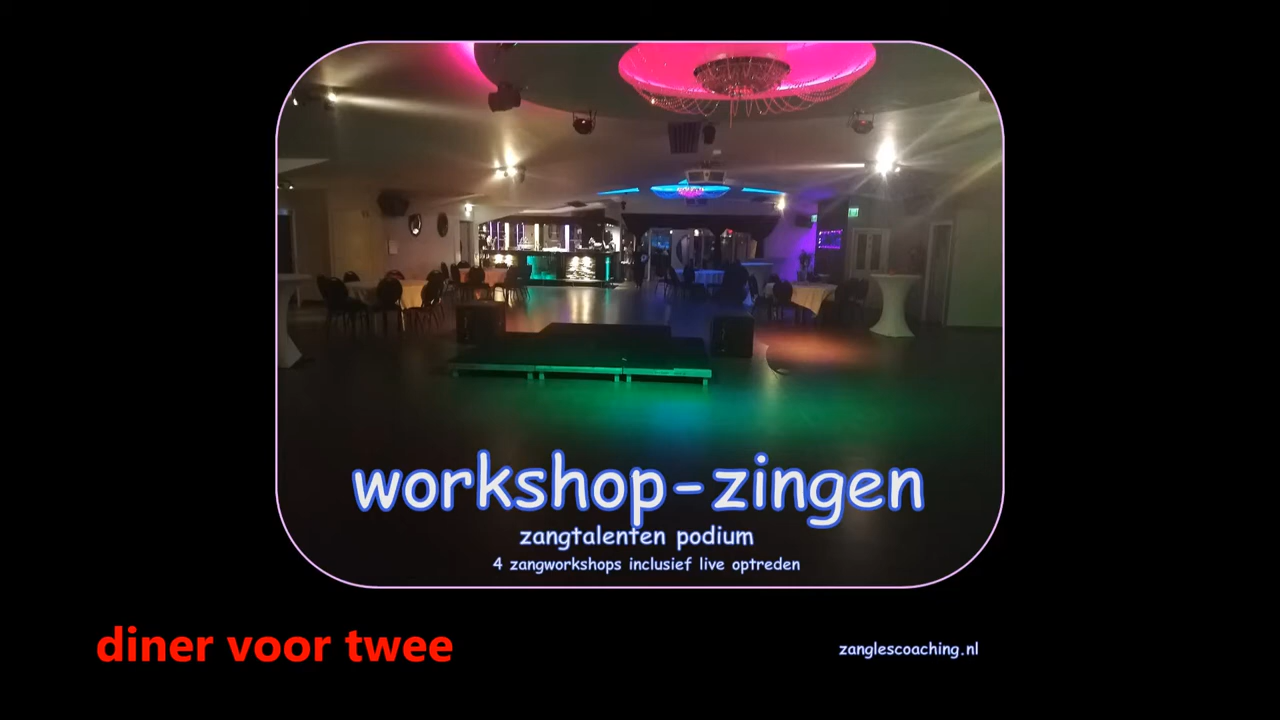 workshop-zingen
zangtalenten podium
4 zangworkshops inclusief live optreden
diner voor twee
zanglescoaching.nl